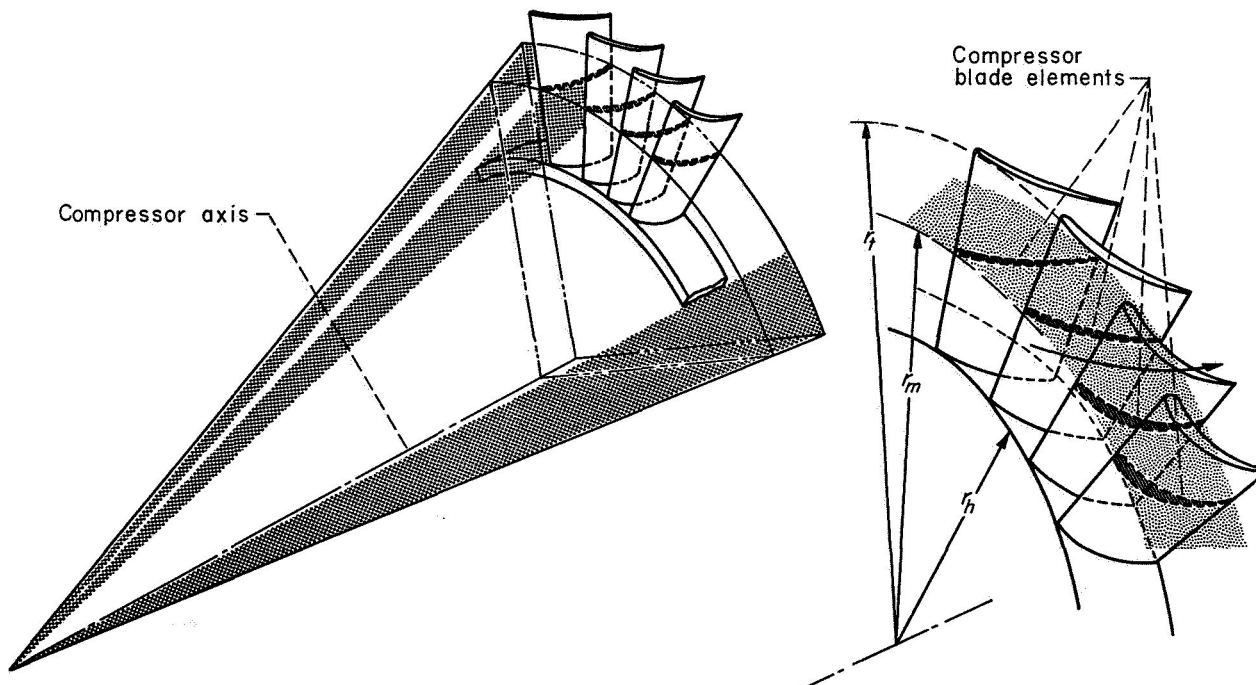 Compressor
blade elements
Compressor axis
r_t
r_m
r_h